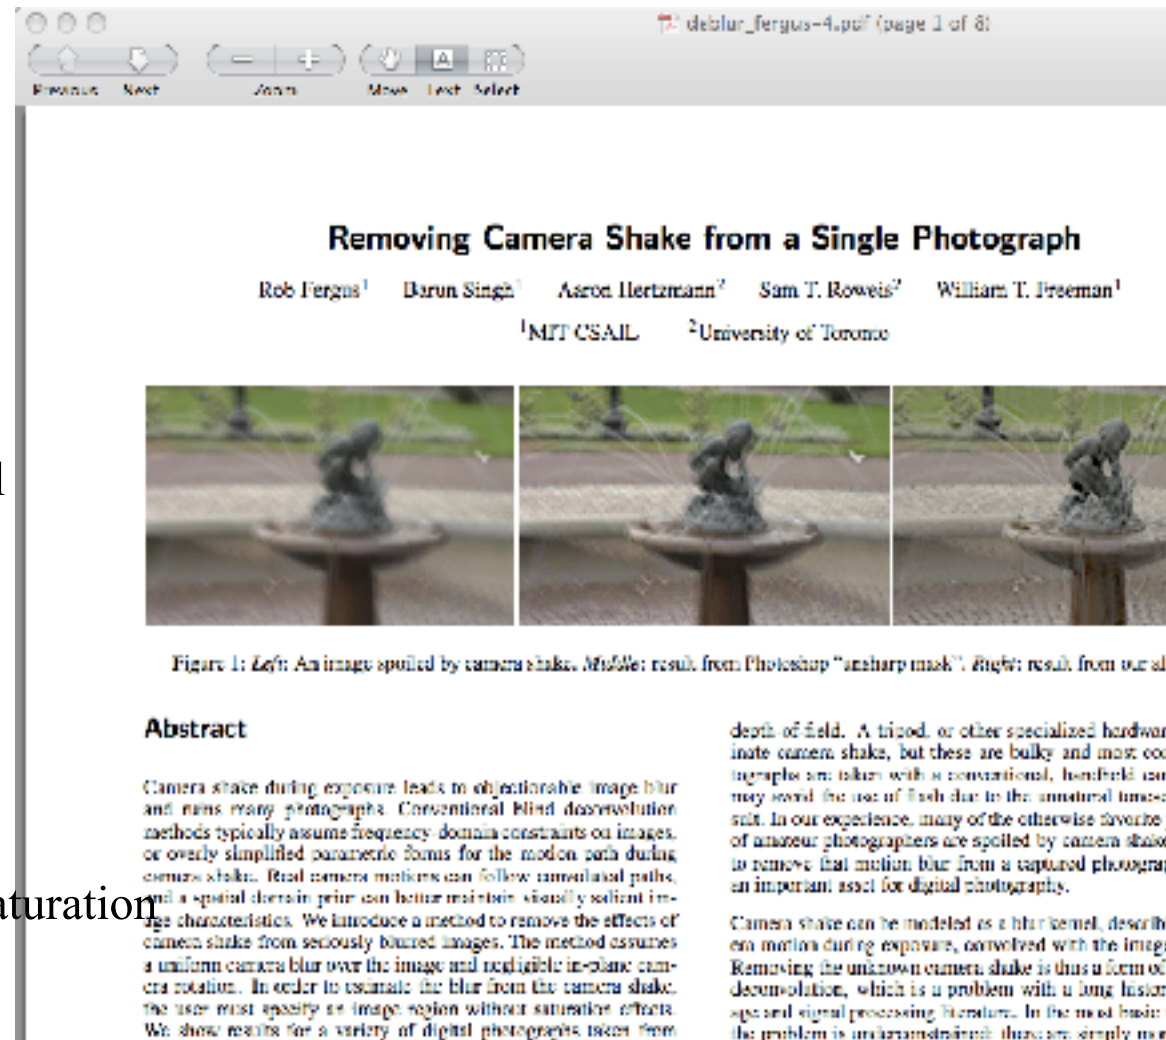 deblur_fergus-4.pdf (page 1 of 8)
Previous Next Zoom Move Text Select
Removing Camera Shake from a Single Photograph
Rob Fergus1 Barun Singh1 Aaron Hertzmann2 Sam T. Roweis2 William T. Freeman1
1MIT CSAIL 2University of Toronto
Figure 1: Left: An image spoiled by camera shake. Middle: result from Photoshop “unsharp mask”. Right: result from our al
Abstract
Camera shake during exposure leads to objectionable image blur
and ruins many photographs. Conventional blind deconvolution
methods typically assume frequency-domain constraints on images,
or overly simplified parametric forms for the motion path during
camera shake. Real camera motions can follow convoluted paths,
and a spatial domain prior can better maintain visually salient im-
age characteristics. We introduce a method to remove the effects of
camera shake from seriously blurred images. The method assumes
a uniform camera blur over the image and negligible in-plane cam-
era rotation. In order to estimate the blur from the camera shake,
the user must specify an image region without saturation effects.
We show results for a variety of digital photographs taken from
depth-of-field. A tripod, or other specialized hardwar
inate camera shake, but these are bulky and most con
tographs are taken with a conventional, handheld cam
may avoid the use of flash due to the unnatural tonesc
sult. In our experience, many of the otherwise favorite
of amateur photographers are spoiled by camera shake
to remove that motion blur from a captured photograp
an important asset for digital photography.
Camera shake can be modeled as a blur kernel, describ
era motion during exposure, convolved with the image
Removing the unknown camera shake is thus a form of
deconvolution, which is a problem with a long histor
age and signal processing literature. In the most basic
the problem is underconstrained: there are simply mor
l
aturation